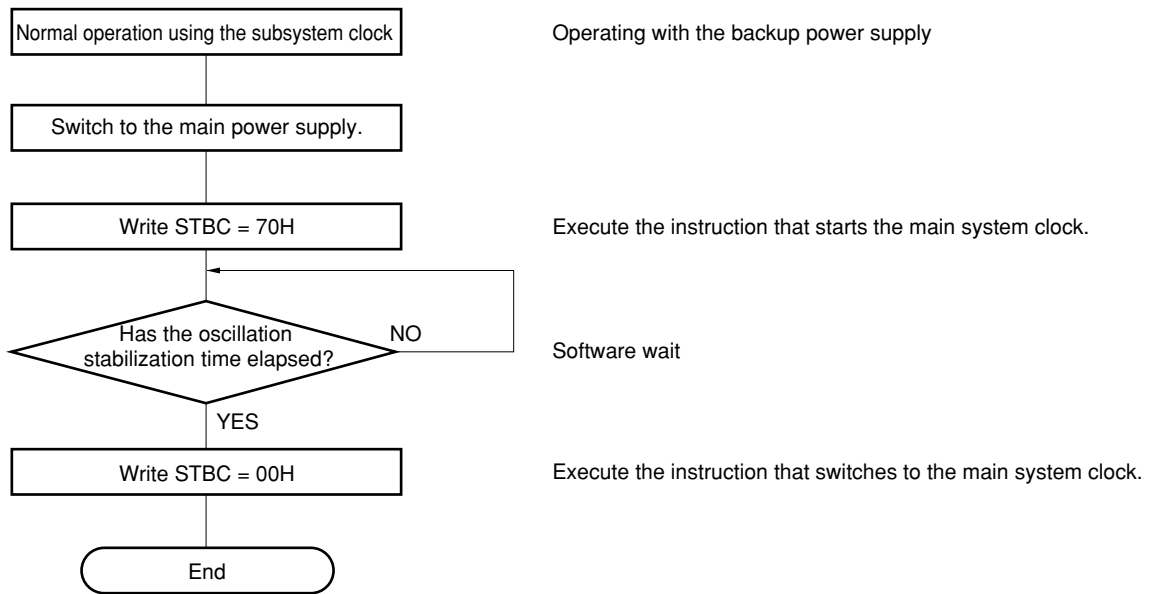 Normal operation using the subsystem clock
Operating with the backup power supply
Switch to the main power supply.
Write STBC = 70H
Execute the instruction that starts the main system clock.
Has the oscillation
stabilization time elapsed?
NO
Software wait
YES
Write STBC = 00H
Execute the instruction that switches to the main system clock.
End